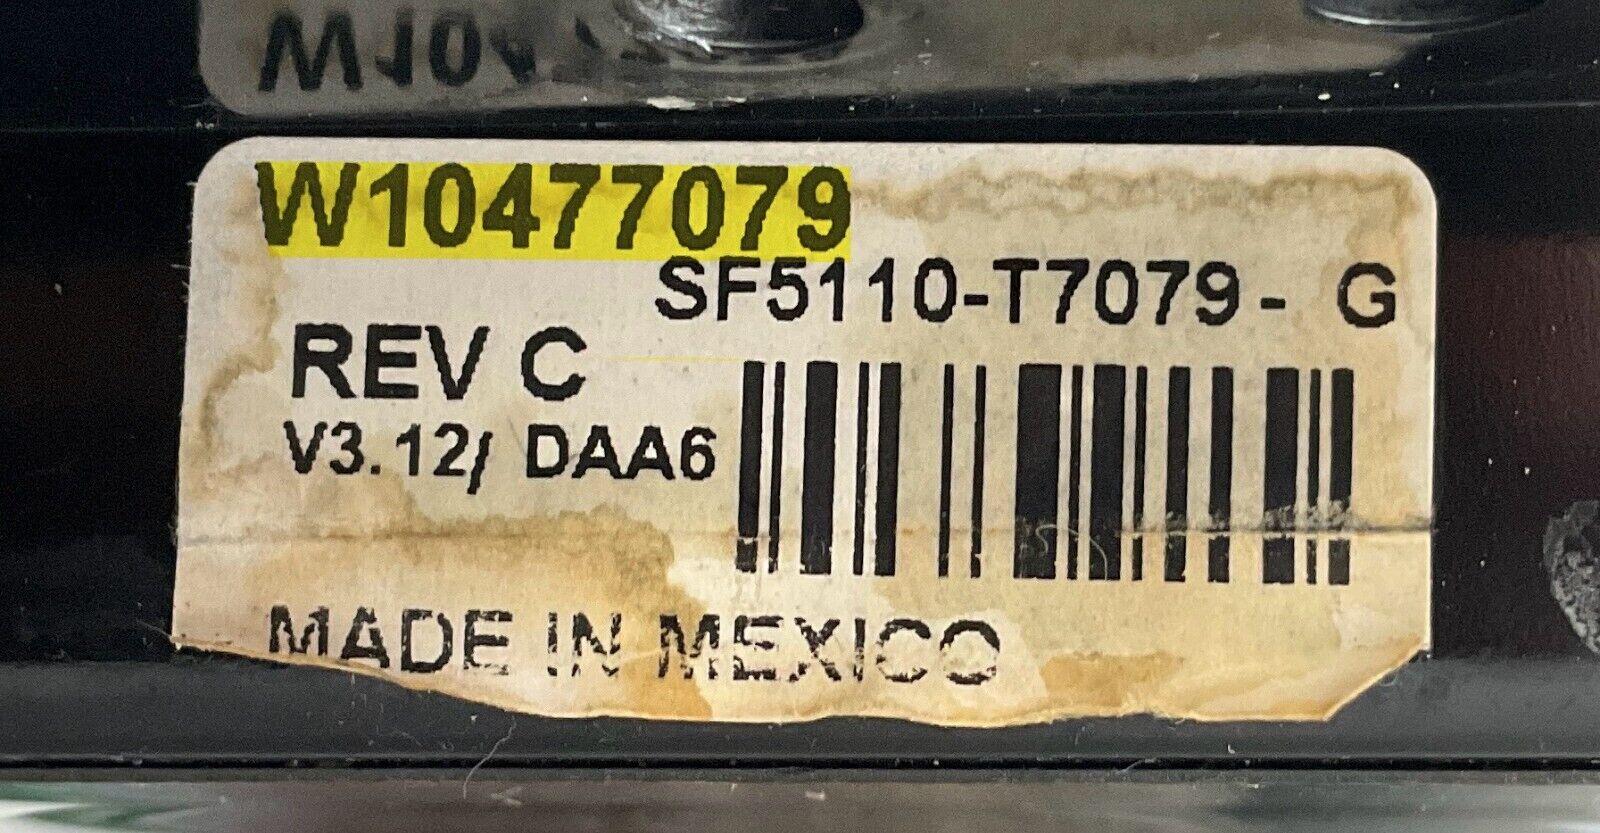 W10477079
SF5110-T7079- G
REV C
V3.12/ DAA6
MADE IN MEXICO